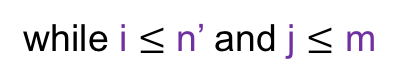 while i ≤ n’ and j ≤ m